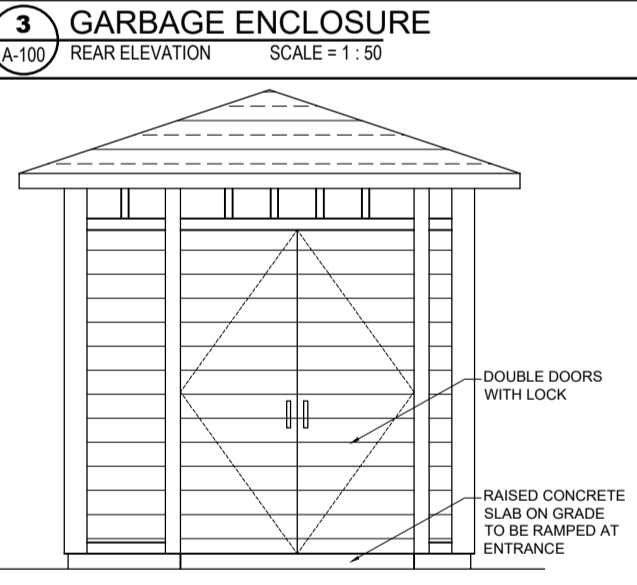 3 GARBAGE ENCLOSURE
A-100 REAR ELEVATION SCALE = 1 : 50
DOUBLE DOORS
WITH LOCK
RAISED CONCRETE
SLAB ON GRADE
TO BE RAMPED AT
ENTRANCE